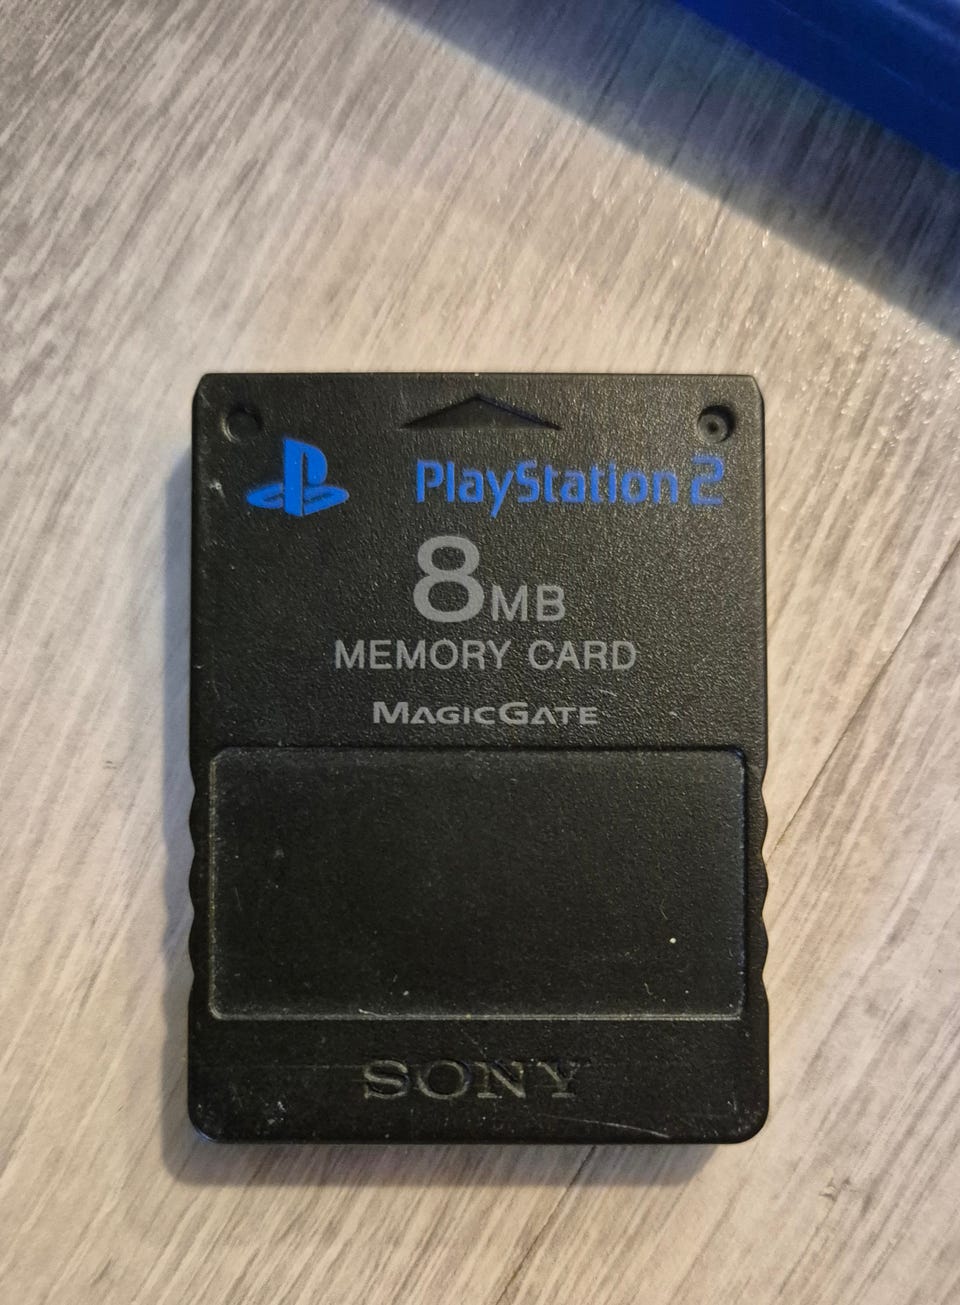 PlayStation 2
8MB
MEMORY CARD
MAGICGATE
SONY